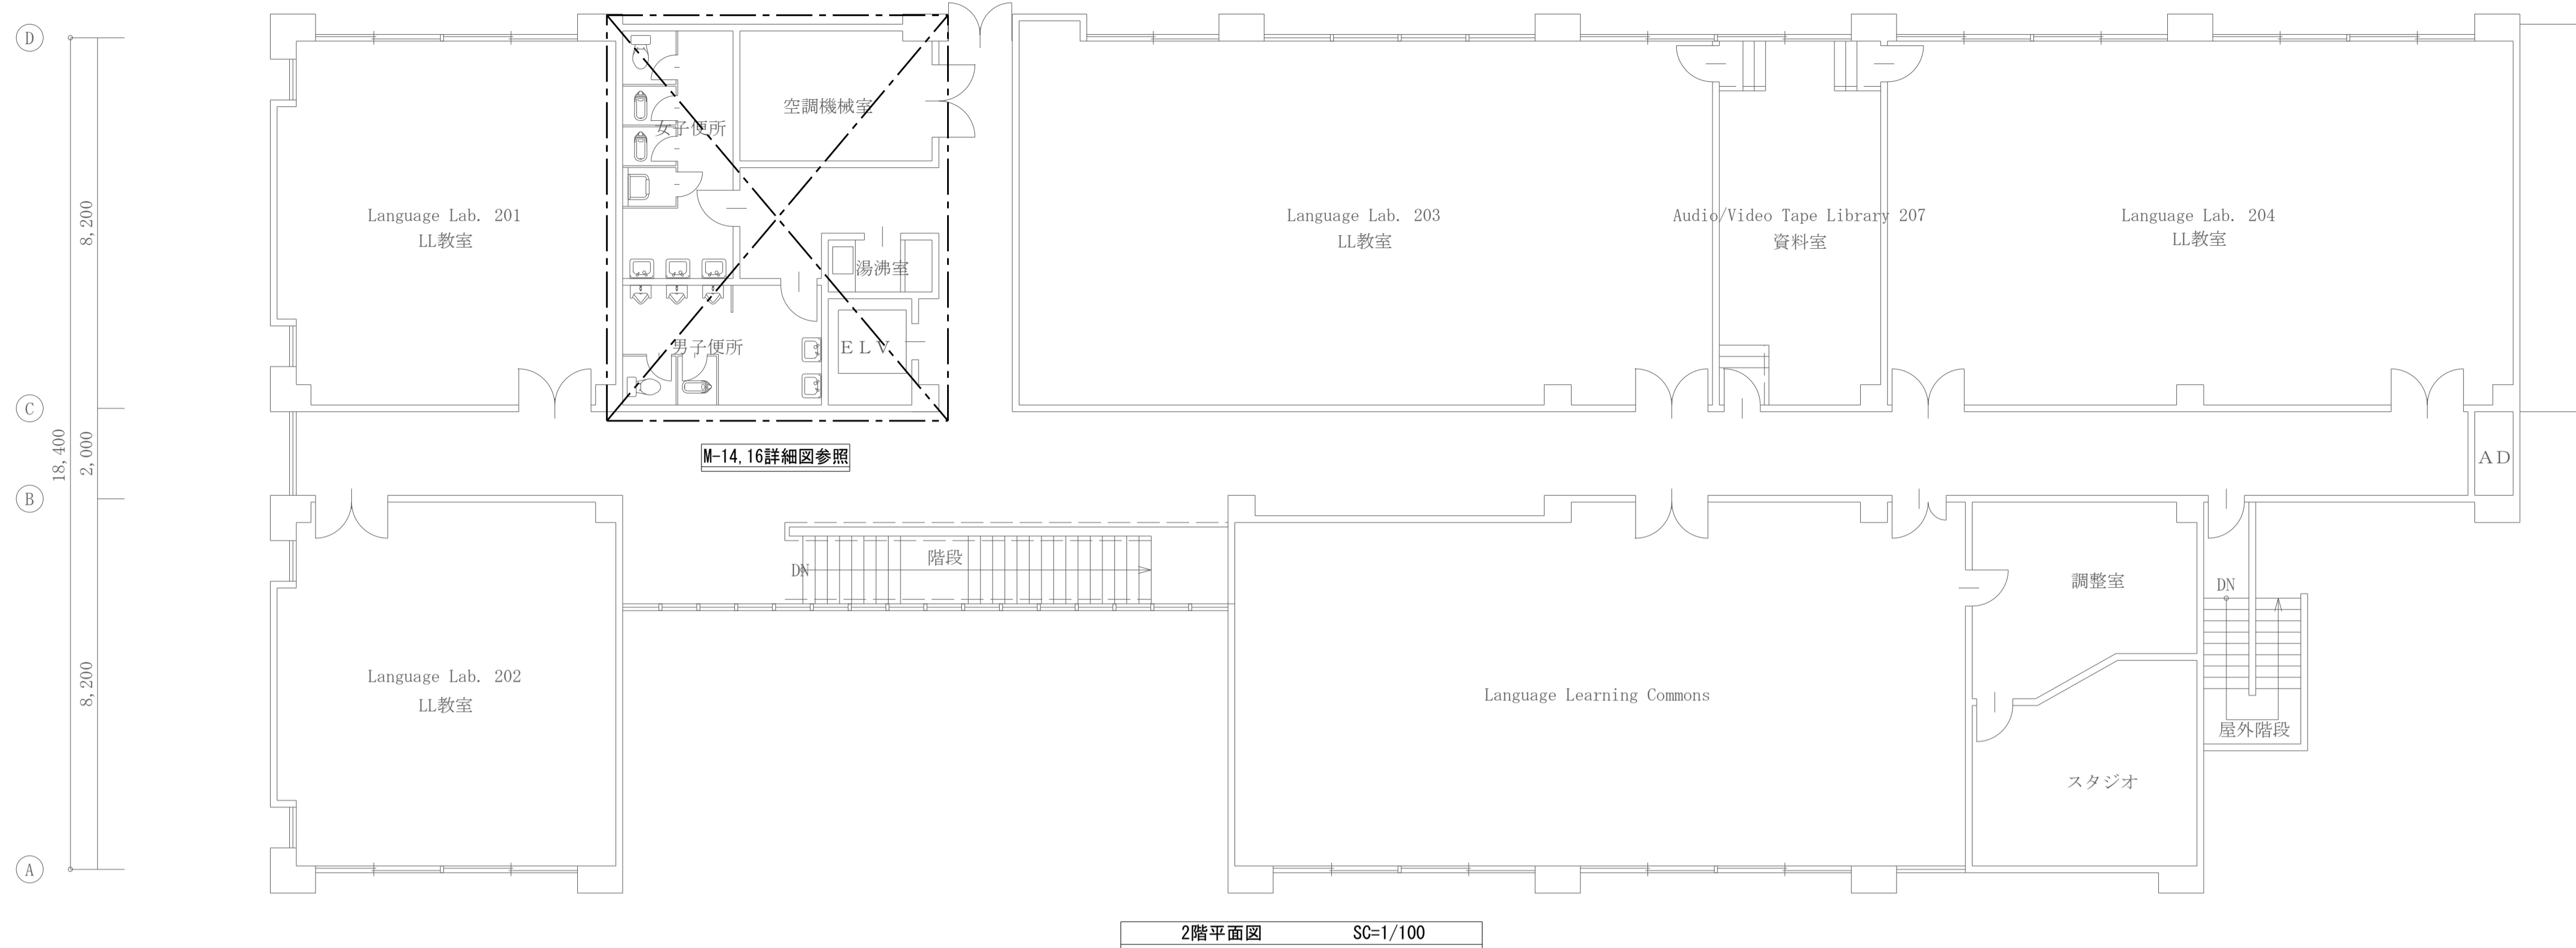 D
空調機械室
女子便所
8,200
Language Lab. 201
LL教室
Language Lab. 203
LL教室
Audio/Video Tape Library 207
資料室
Language Lab. 204
LL教室
湯沸室
男子便所
ELV
C
18,400
2,000
M-14,16詳細図参照
AD
B
階段
DN
調整室
DN
8,200
Language Lab. 202
LL教室
Language Learning Commons
屋外階段
スタジオ
A
2階平面図 SC=1/100